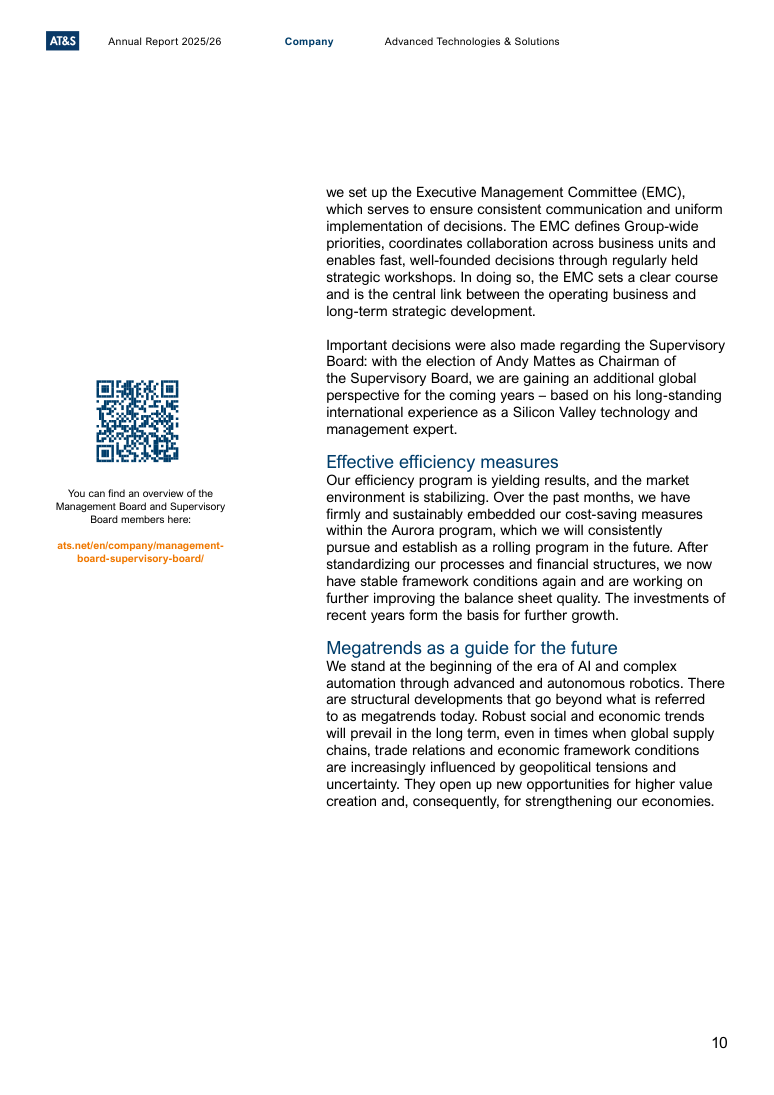 AT&S
Annual Report 2025/26
Company
Advanced Technologies & Solutions
we set up the Executive Management Committee (EMC),
which serves to ensure consistent communication and uniform
implementation of decisions. The EMC defines Group-wide
priorities, coordinates collaboration across business units and
enables fast, well-founded decisions through regularly held
strategic workshops. In doing so, the EMC sets a clear course
and is the central link between the operating business and
long-term strategic development.
Important decisions were also made regarding the Supervisory
Board: with the election of Andy Mattes as Chairman of
the Supervisory Board, we are gaining an additional global
perspective for the coming years – based on his long-standing
international experience as a Silicon Valley technology and
management expert.
You can find an overview of the
Management Board and Supervisory
Board members here:
ats.net/en/company/management-
board-supervisory-board/
Effective efficiency measures
Our efficiency program is yielding results, and the market
environment is stabilizing. Over the past months, we have
firmly and sustainably embedded our cost-saving measures
within the Aurora program, which we will consistently
pursue and establish as a rolling program in the future. After
standardizing our processes and financial structures, we now
have stable framework conditions again and are working on
further improving the balance sheet quality. The investments of
recent years form the basis for further growth.
Megatrends as a guide for the future
We stand at the beginning of the era of AI and complex
automation through advanced and autonomous robotics. There
are structural developments that go beyond what is referred
to as megatrends today. Robust social and economic trends
will prevail in the long term, even in times when global supply
chains, trade relations and economic framework conditions
are increasingly influenced by geopolitical tensions and
uncertainty. They open up new opportunities for higher value
creation and, consequently, for strengthening our economies.
10